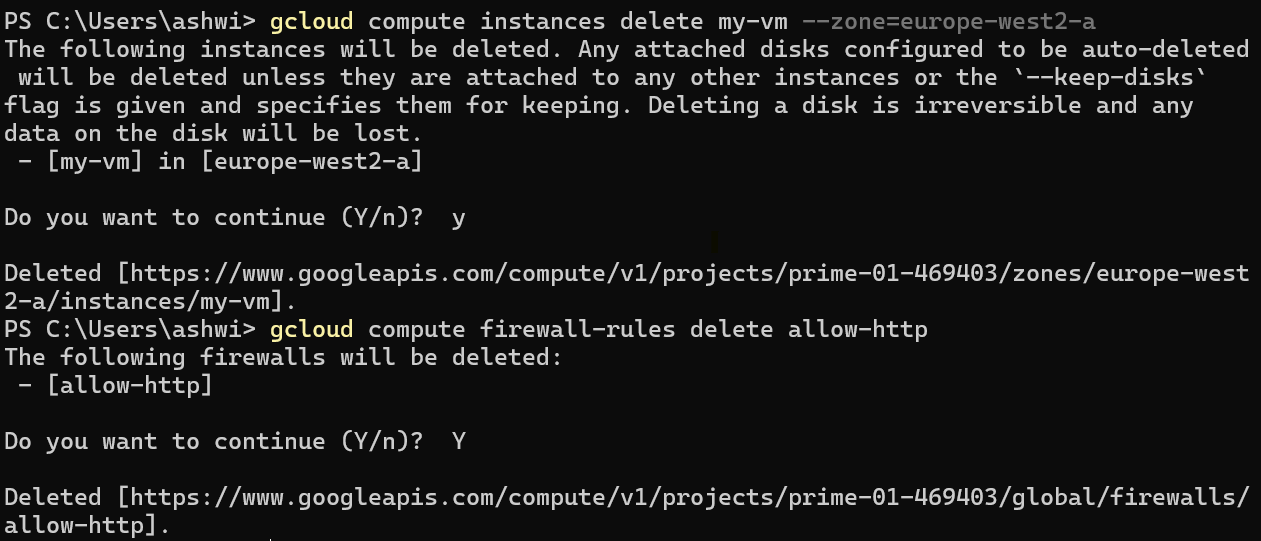 PS C:\Users\ashwi> gcloud compute instances delete my-vm --zone=europe-west2-a
The following instances will be deleted. Any attached disks configured to be auto-deleted
 will be deleted unless they are attached to any other instances or the `--keep-disks`
flag is given and specifies them for keeping. Deleting a disk is irreversible and any
data on the disk will be lost.
 - [my-vm] in [europe-west2-a]
Do you want to continue (Y/n)?  y
Deleted [https://www.googleapis.com/compute/v1/projects/prime-01-469403/zones/europe-west
2-a/instances/my-vm].
PS C:\Users\ashwi> gcloud compute firewall-rules delete allow-http
The following firewalls will be deleted:
 - [allow-http]
Do you want to continue (Y/n)?  Y
Deleted [https://www.googleapis.com/compute/v1/projects/prime-01-469403/global/firewalls/
allow-http].